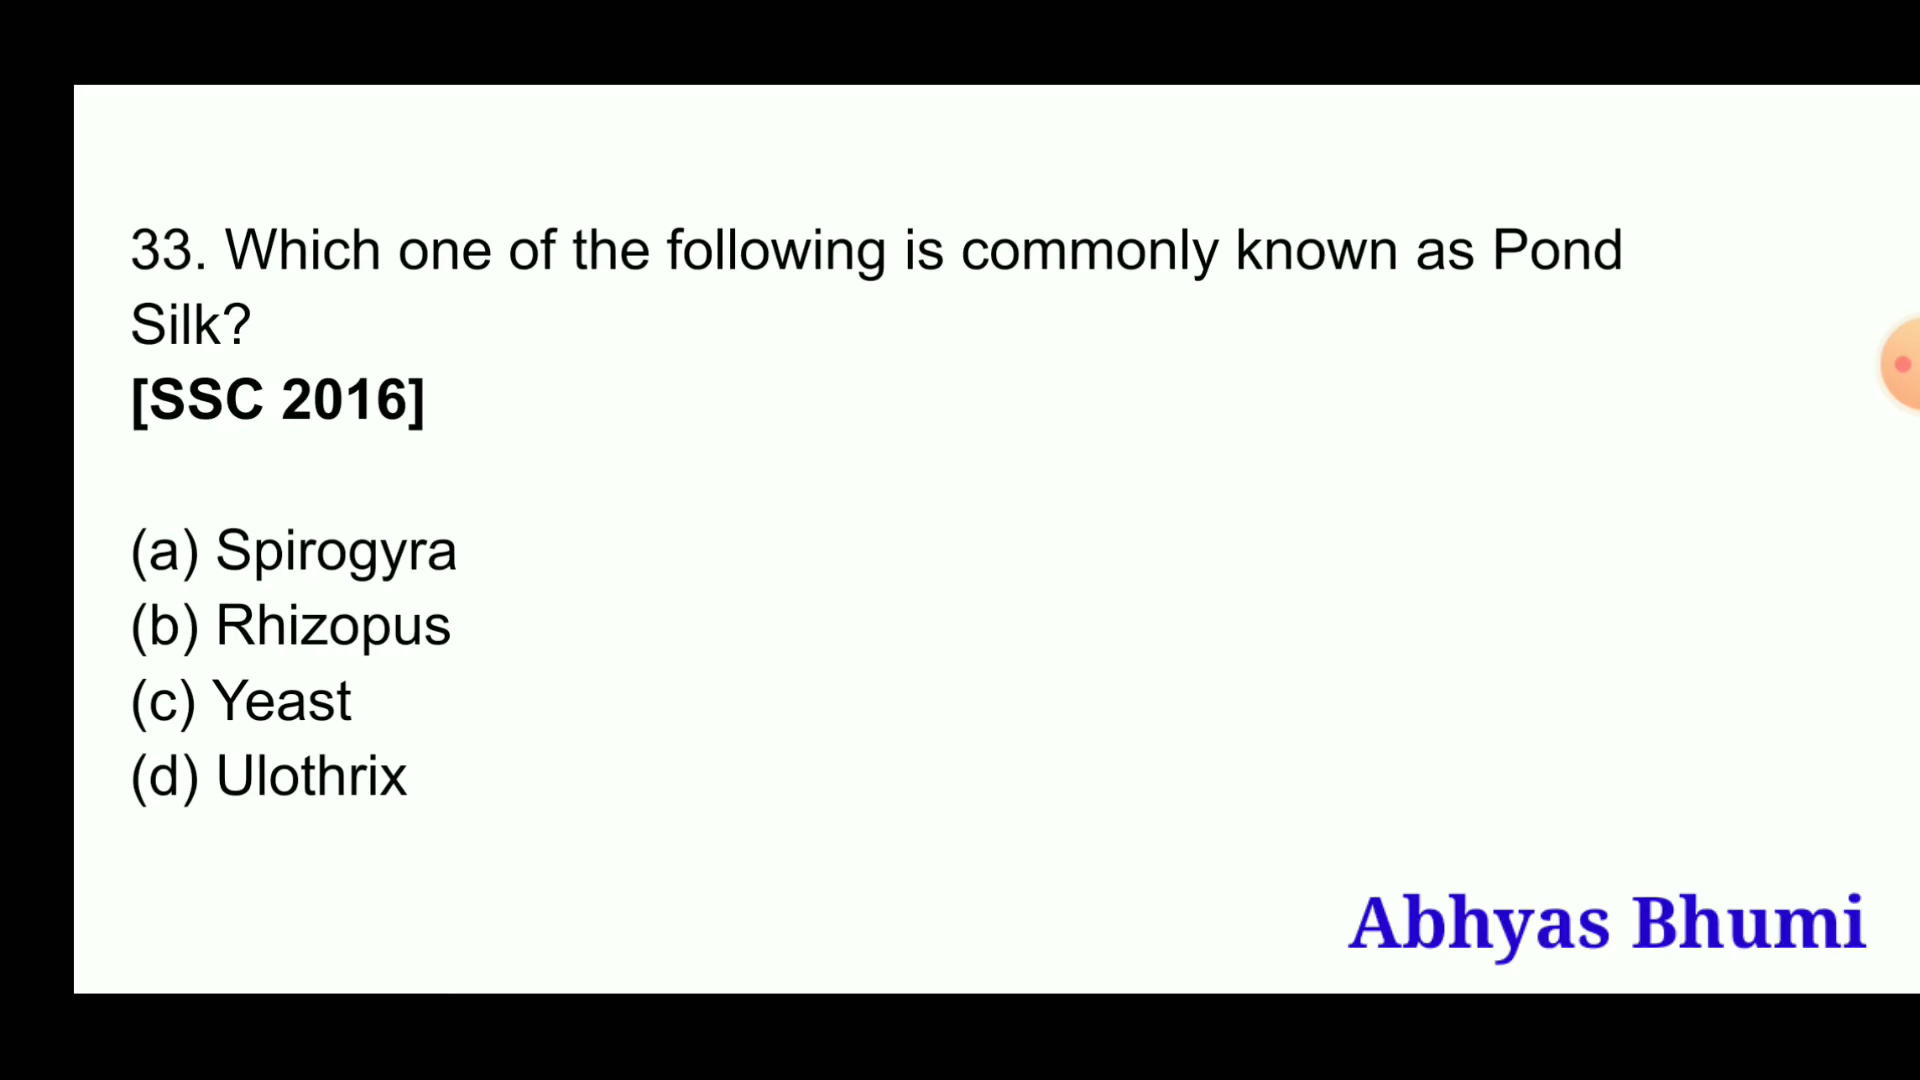 33. Which one of the following is commonly known as Pond
Silk?
[SSC 2016]
(a) Spirogyra
(b) Rhizopus
(c) Yeast
(d) Ulothrix
Abhyas Bhumi